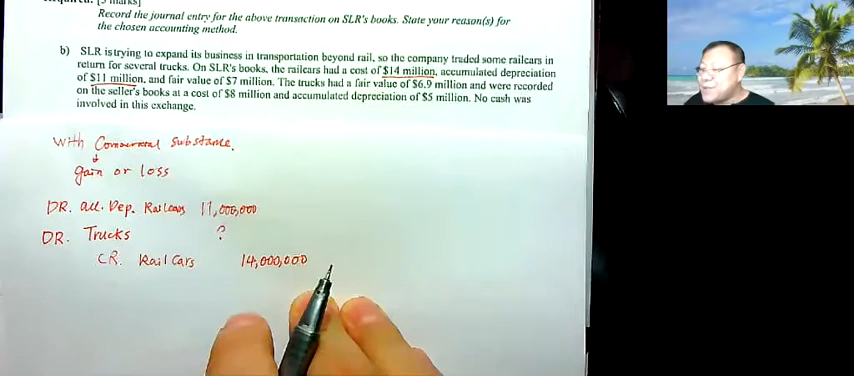 [3 marks]
Record the journal entry for the above transaction on SLR's books. State your reason(s) for
the chosen accounting method.
b) SLR is trying to expand its business in transportation beyond rail, so the company traded some railcars in
return for several trucks. On SLR's books, the railcars had a cost of $14 million, accumulated depreciation
of $11 million, and fair value of $7 million. The trucks had a fair value of $6.9 million and were recorded
on the seller's books at a cost of $8 million and accumulated depreciation of $5 million. No cash was
involved in this exchange.
With Commercial Substance.
gain or loss
DR. acc. Dep. Railcars 11,000,000
DR. Trucks ?
CR. Rail Cars 14,000,000